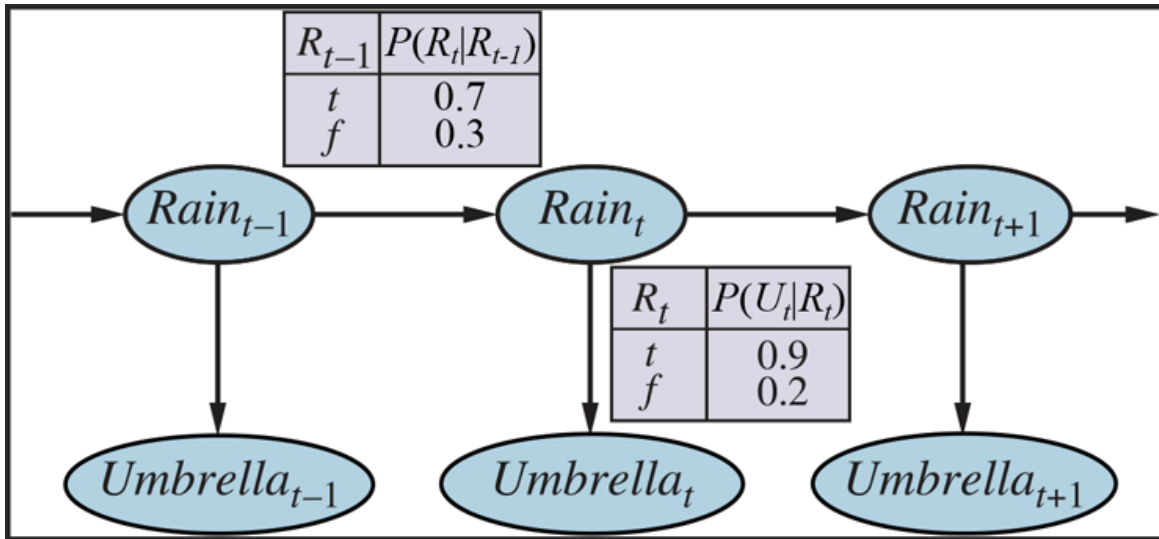 R_{t–1} P(R_t|R_{t-1})
t 0.7
f 0.3
Rain_{t–1} Rain_t Rain_{t+1}
R_t P(U_t|R_t)
t 0.9
f 0.2
Umbrella_{t–1} Umbrella_t Umbrella_{t+1}